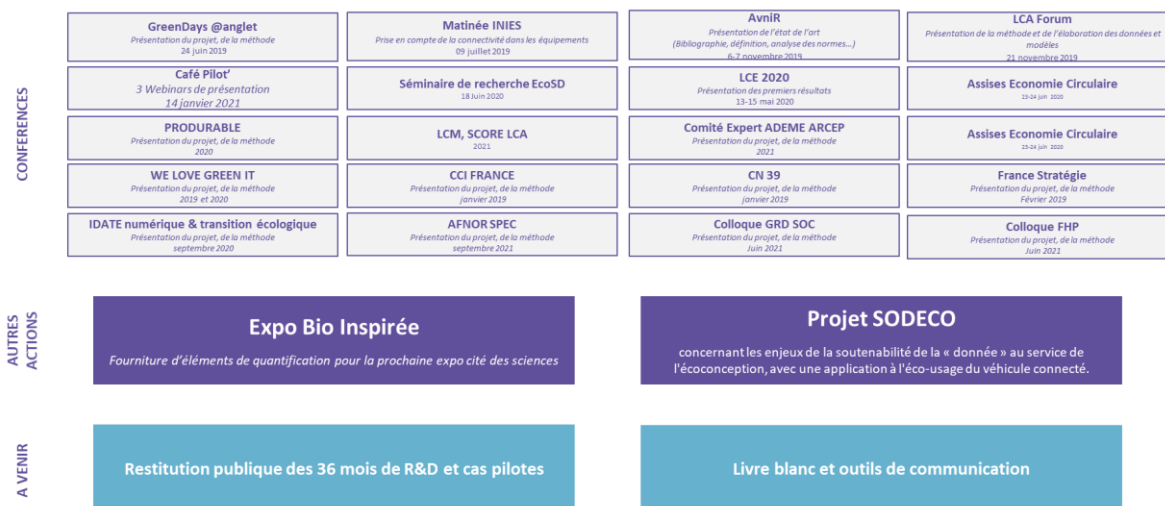 CONFERENCES
GreenDays @anglet
Présentation du projet, de la méthode
24 juin 2019
Matinée INIES
Prise en compte de la connectivité dans les équipements
09 juillet 2019
AvniR
Présentation de l'état de l'art
(Bibliographie, définition, analyse des normes...)
6-7 novembre 2019
LCA Forum
Présentation de la méthode et de l'élaboration des données et
modèles
21 novembre 2019
Café Pilot'
3 Webinars de présentation
14 janvier 2021
Séminaire de recherche EcoSD
18 Juin 2020
LCE 2020
Présentation des premiers résultats
13-15 mai 2020
Assises Economie Circulaire
23-24 juin 2020
PRODURABLE
Présentation du projet, de la méthode
2020
LCM, SCORE LCA
2021
Comité Expert ADEME ARCEP
Présentation du projet, de la méthode
2021
Assises Economie Circulaire
23-24 juin 2020
WE LOVE GREEN IT
Présentation du projet, de la méthode
2019 et 2020
CCI FRANCE
Présentation du projet, de la méthode
janvier 2019
CN 39
Présentation du projet, de la méthode
janvier 2019
France Stratégie
Présentation du projet, de la méthode
Février 2019
IDATE numérique & transition écologique
Présentation du projet, de la méthode
septembre 2020
AFNOR SPEC
Présentation du projet, de la méthode
septembre 2021
Colloque GRD SOC
Présentation du projet, de la méthode
Juin 2021
Colloque FHP
Présentation du projet, de la méthode
Juin 2021
AUTRES
ACTIONS
Expo Bio Inspirée
Fourniture d'éléments de quantification pour la prochaine expo cité des sciences
Projet SODECO
concernant les enjeux de la soutenabilité de la « donnée » au service de
l'écoconception, avec une application à l'éco-usage du véhicule connecté.
A VENIR
Restitution publique des 36 mois de R&D et cas pilotes
Livre blanc et outils de communication